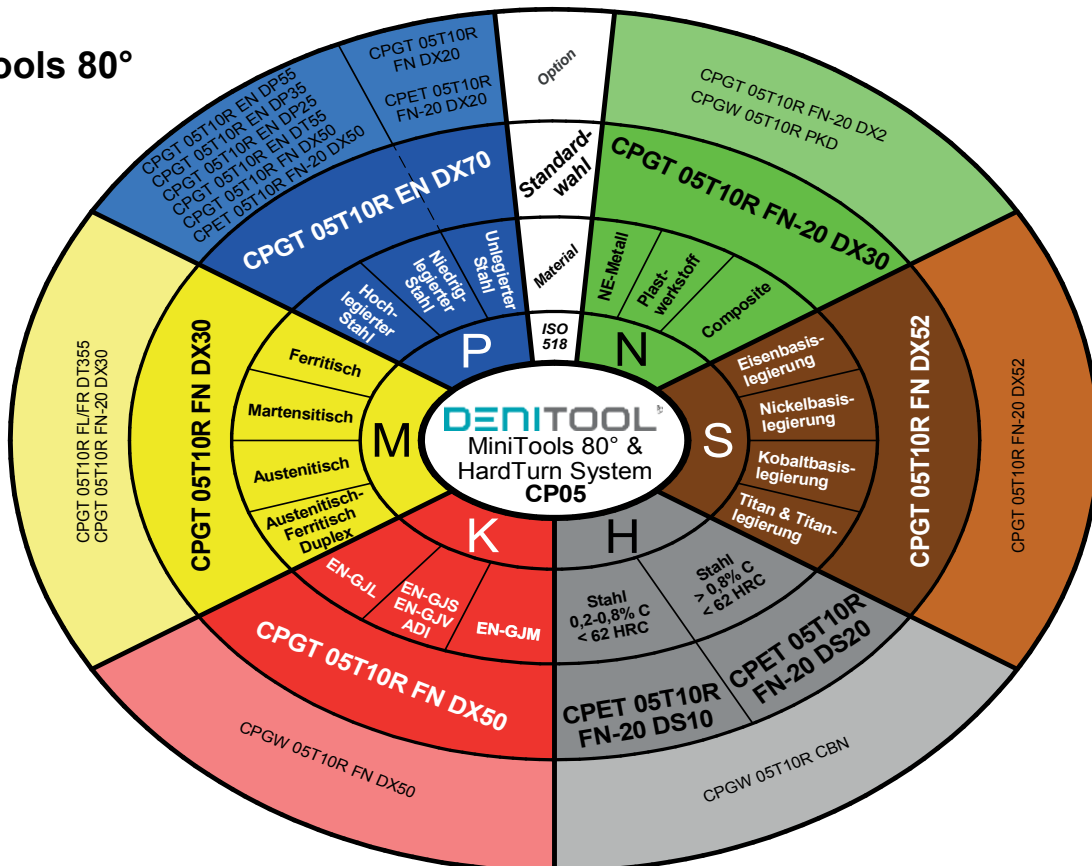 ools 80°
Option
Standard-
wahl
Material
ISO
518
CPGT 05T10R
FN DX20
CPET 05T10R
FN-20 DX20
CPGT 05T10R EN DP55
CPGT 05T10R EN DP35
CPGT 05T10R EN DP25
CPGT 05T10R EN DT55
CPGT 05T10R FN DX50
CPET 05T10R FN-20 DX50
CPGT 05T10R EN DX70
Hoch-
legierter
Stahl
Niedrig-
legierter
Stahl
Unlegierter
Stahl
P
CPGT 05T10R FN-20 DX2
CPGW 05T10R PKD
CPGT 05T10R FN-20 DX30
NE-Metall
Plast-
werkstoff
Composite
N
CPGT 05T10R FL/FR DT355
CPGT 05T10R FN-20 DX30
CPGT 05T10R FN DX30
Ferritisch
Martensitisch
Austenitisch
Austenitisch-
Ferritisch
Duplex
M
DENITOOL
MiniTools 80° &
HardTurn System
CP05
S
Eisenbasis-
legierung
Nickelbasis-
legierung
Kobaltbasis-
legierung
Titan & Titan-
legierung
CPGT 05T10R FN DX52
CPGT 05T10R FN-20 DX52
K
EN-GJL
EN-GJS
EN-GJV
ADI
EN-GJM
CPGT 05T10R FN DX50
CPGW 05T10R FN DX50
H
Stahl
0,2-0,8% C
< 62 HRC
Stahl
> 0,8% C
< 62 HRC
CPET 05T10R
FN-20 DS10
CPET 05T10R
FN-20 DS20
CPGW 05T10R CBN